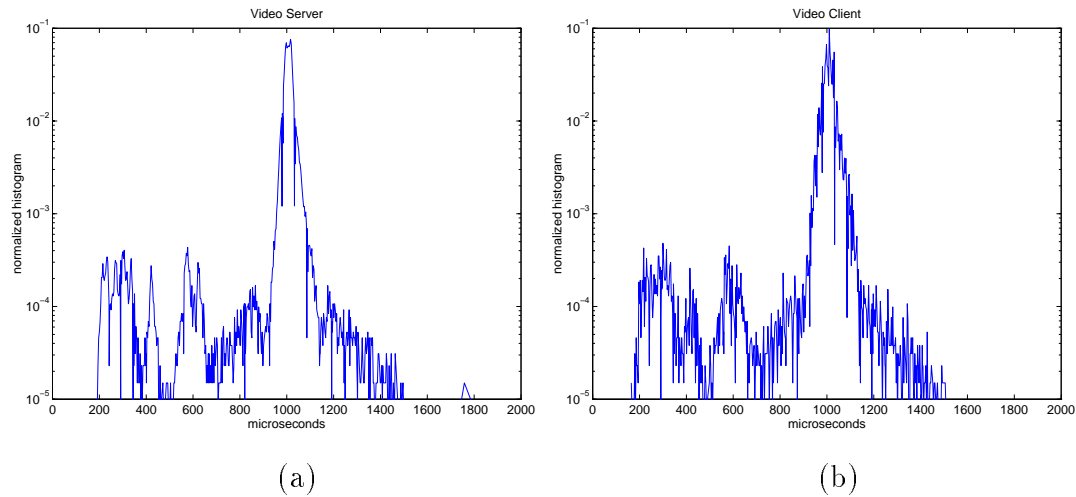 Video Server
normalized histogram
10^-1
10^-2
10^-3
10^-4
10^-5
0 200 400 600 800 1000 1200 1400 1600 1800 2000
microseconds
(a)
Video Client
normalized histogram
10^-1
10^-2
10^-3
10^-4
10^-5
0 200 400 600 800 1000 1200 1400 1600 1800 2000
microseconds
(b)